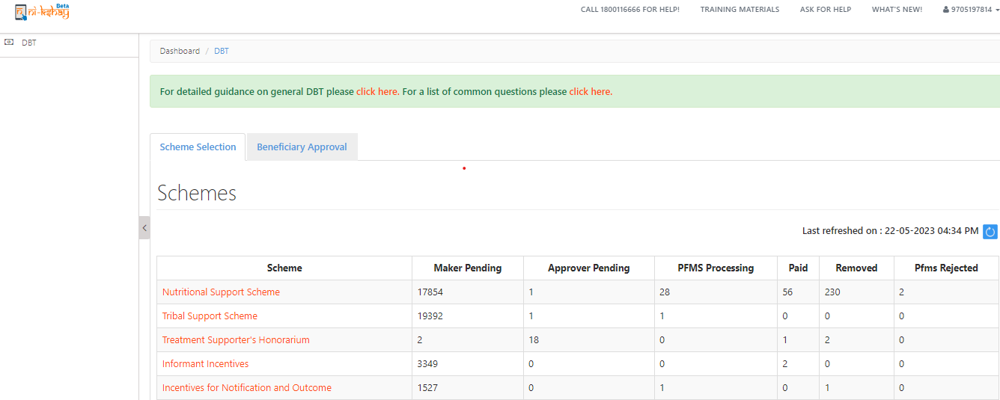 ni-kshay Beta
CALL 1800116666 FOR HELP! TRAINING MATERIALS ASK FOR HELP WHAT'S NEW! 9705197814
DBT
Dashboard / DBT
For detailed guidance on general DBT please click here. For a list of common questions please click here.
Scheme Selection Beneficiary Approval
Schemes
Last refreshed on : 22-05-2023 04:34 PM
Scheme Maker Pending Approver Pending PFMS Processing Paid Removed Pfms Rejected
Nutritional Support Scheme 17854 1 28 56 230 2
Tribal Support Scheme 19392 1 1 0 0 0
Treatment Supporter's Honorarium 2 18 0 1 2 0
Informant Incentives 3349 0 0 2 0 0
Incentives for Notification and Outcome 1527 0 1 0 1 0